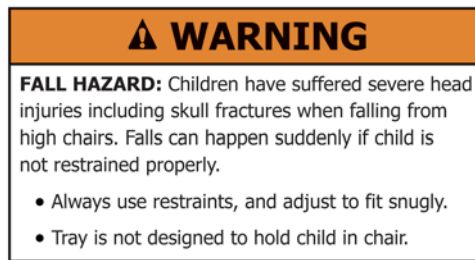 WARNING
FALL HAZARD: Children have suffered severe head
injuries including skull fractures when falling from
high chairs. Falls can happen suddenly if child is
not restrained properly.
• Always use restraints, and adjust to fit snugly.
• Tray is not designed to hold child in chair.